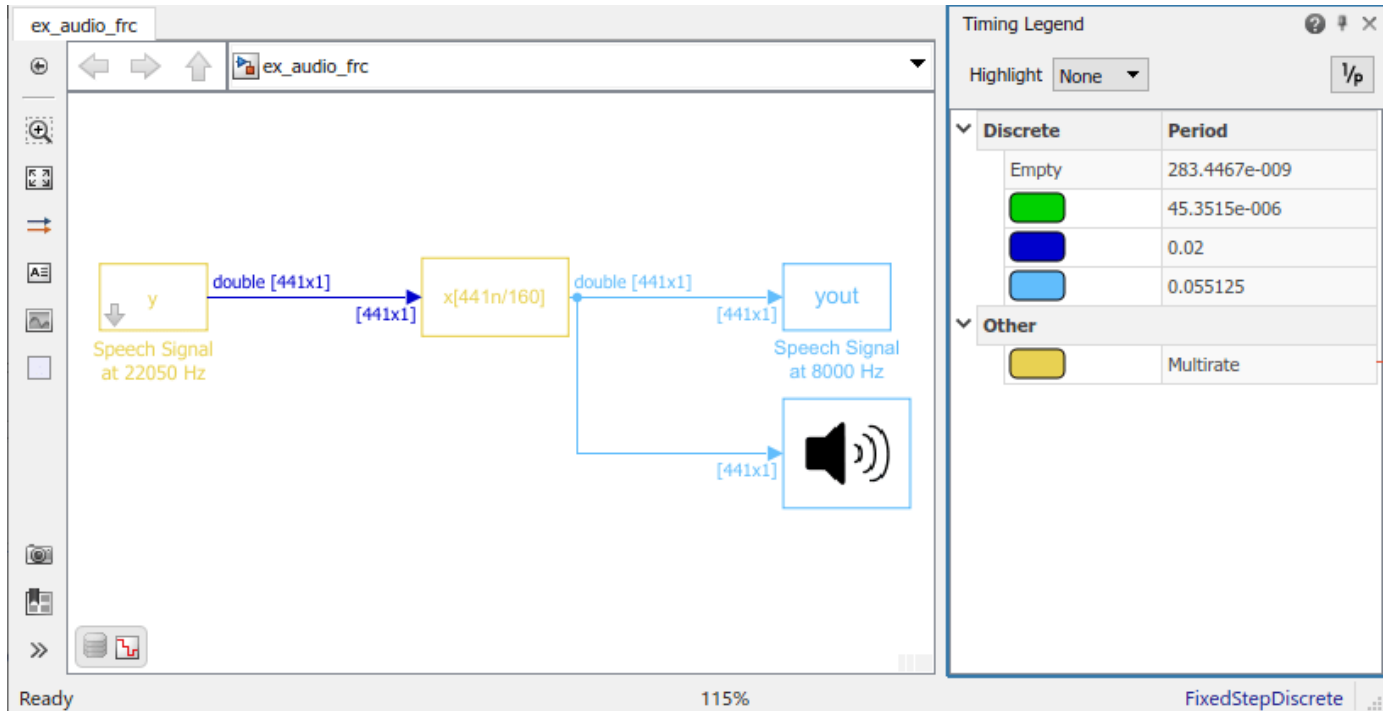 ex_audio_frc
ex_audio_frc
y
Speech Signal
at 22050 Hz
double [441x1]
[441x1]
x[441n/160]
double [441x1]
[441x1]
yout
Speech Signal
at 8000 Hz
[441x1]
Ready
115%
FixedStepDiscrete
Timing Legend
Highlight None
1/p
Discrete Period
Empty 283.4467e-009
45.3515e-006
0.02
0.055125
Other
Multirate